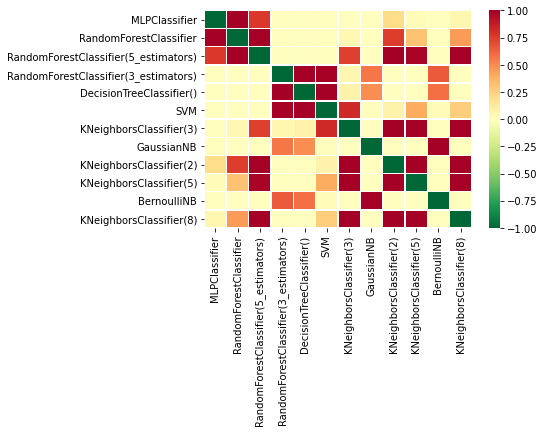 MLPClassifier
RandomForestClassifier
RandomForestClassifier(5_estimators)
RandomForestClassifier(3_estimators)
DecisionTreeClassifier()
SVM
KNeighborsClassifier(3)
GaussianNB
KNeighborsClassifier(2)
KNeighborsClassifier(5)
BernoulliNB
KNeighborsClassifier(8)
MLPClassifier
RandomForestClassifier
RandomForestClassifier(5_estimators)
RandomForestClassifier(3_estimators)
DecisionTreeClassifier()
SVM
KNeighborsClassifier(3)
GaussianNB
KNeighborsClassifier(2)
KNeighborsClassifier(5)
BernoulliNB
KNeighborsClassifier(8)
1.00
0.75
0.50
0.25
0.00
−0.25
−0.50
−0.75
−1.00